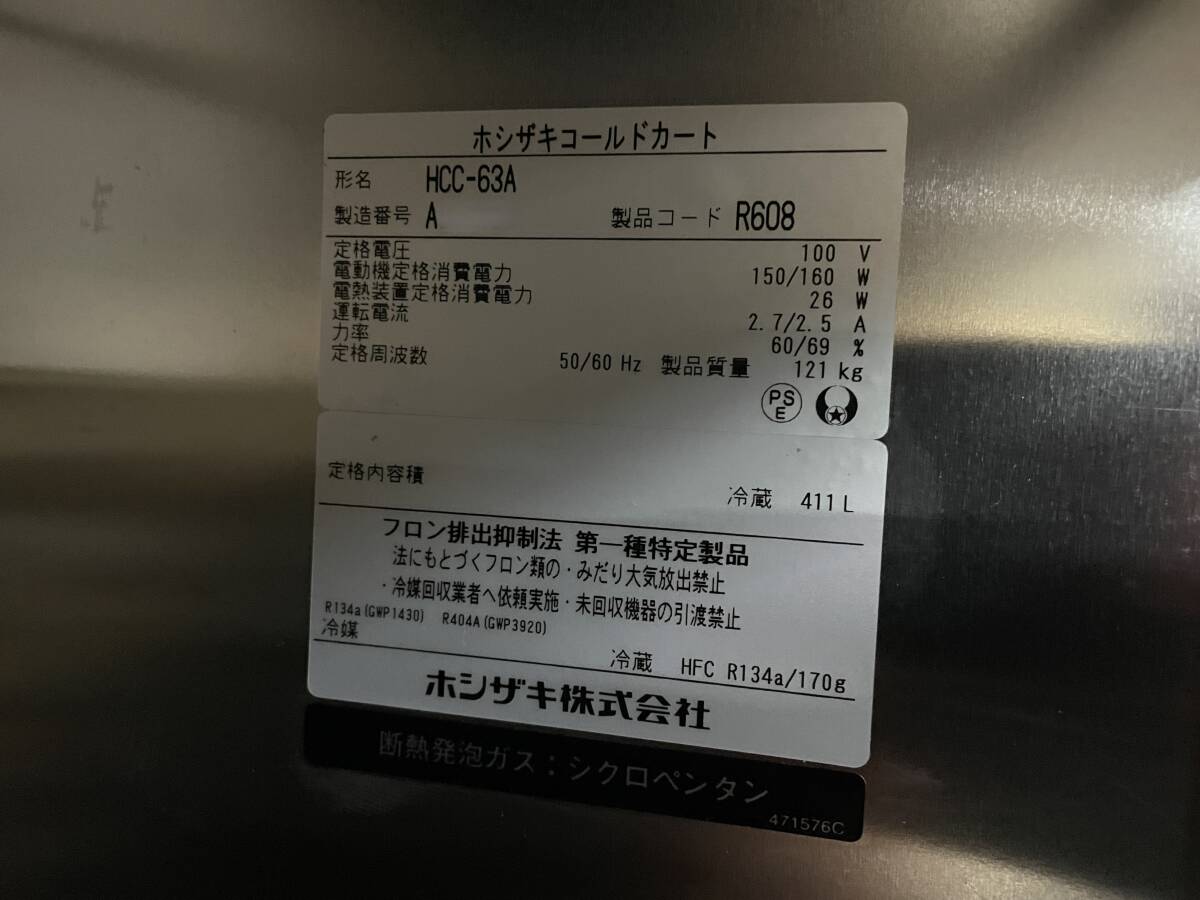 ホシザキコールドカート
形名 HCC-63A
製造番号 A 製品コード R608
定格電圧 100 V
電動機定格消費電力 150/160 W
電熱装置定格消費電力 26 W
運転電流 2.7/2.5 A
力率 60/69 %
定格周波数 50/60 Hz 製品質量 121 kg
PS
E
定格内容積 冷蔵 411 L
フロン排出抑制法 第一種特定製品
法にもとづくフロン類の・みだり大気放出禁止
・冷媒回収業者へ依頼実施・未回収機器の引渡禁止
R134a(GWP1430) R404A(GWP3920)
冷媒 冷蔵 HFC R134a/170g
ホシザキ株式会社
断熱発泡ガス：シクロペンタン
471576C